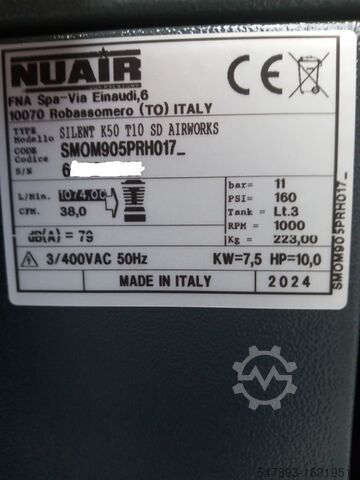 NUAIR
CE
FNA Spa-Via Einaudi,6
10070 Robassomero (TO) ITALY
TYPE
Modello SILENT K50 T10 SD AIRWORKS
CODE
Codice SMOM905PRH017_
S/N 6
L/Min. 1074.00
CFM. 38,0
dB(A) = 79
bar= 11
PSI= 160
Tank = Lt.3
RPM = 1000
Kg = 223,00
3/400VAC 50Hz KW=7,5 HP=10,0
MADE IN ITALY 2024
SMOM905PRH017_